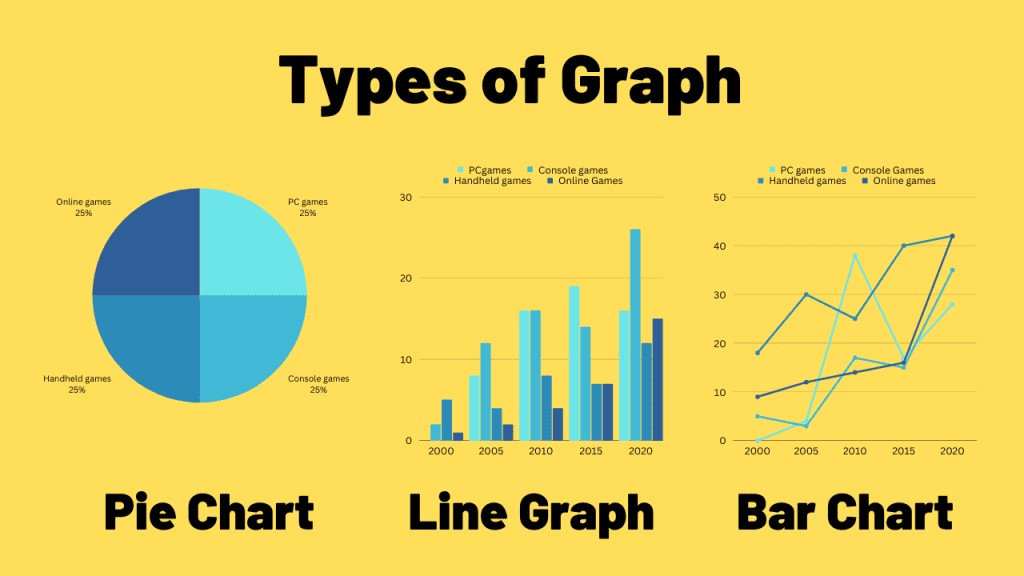 Types of Graph
Online games
25%
PC games
25%
Handheld games
25%
Console games
25%
PCgames Console games
Handheld games Online Games
30
20
10
0
2000 2005 2010 2015 2020
PC games Console Games
Handheld games Online games
50
40
30
20
10
0
2000 2005 2010 2015 2020
Pie Chart
Line Graph
Bar Chart